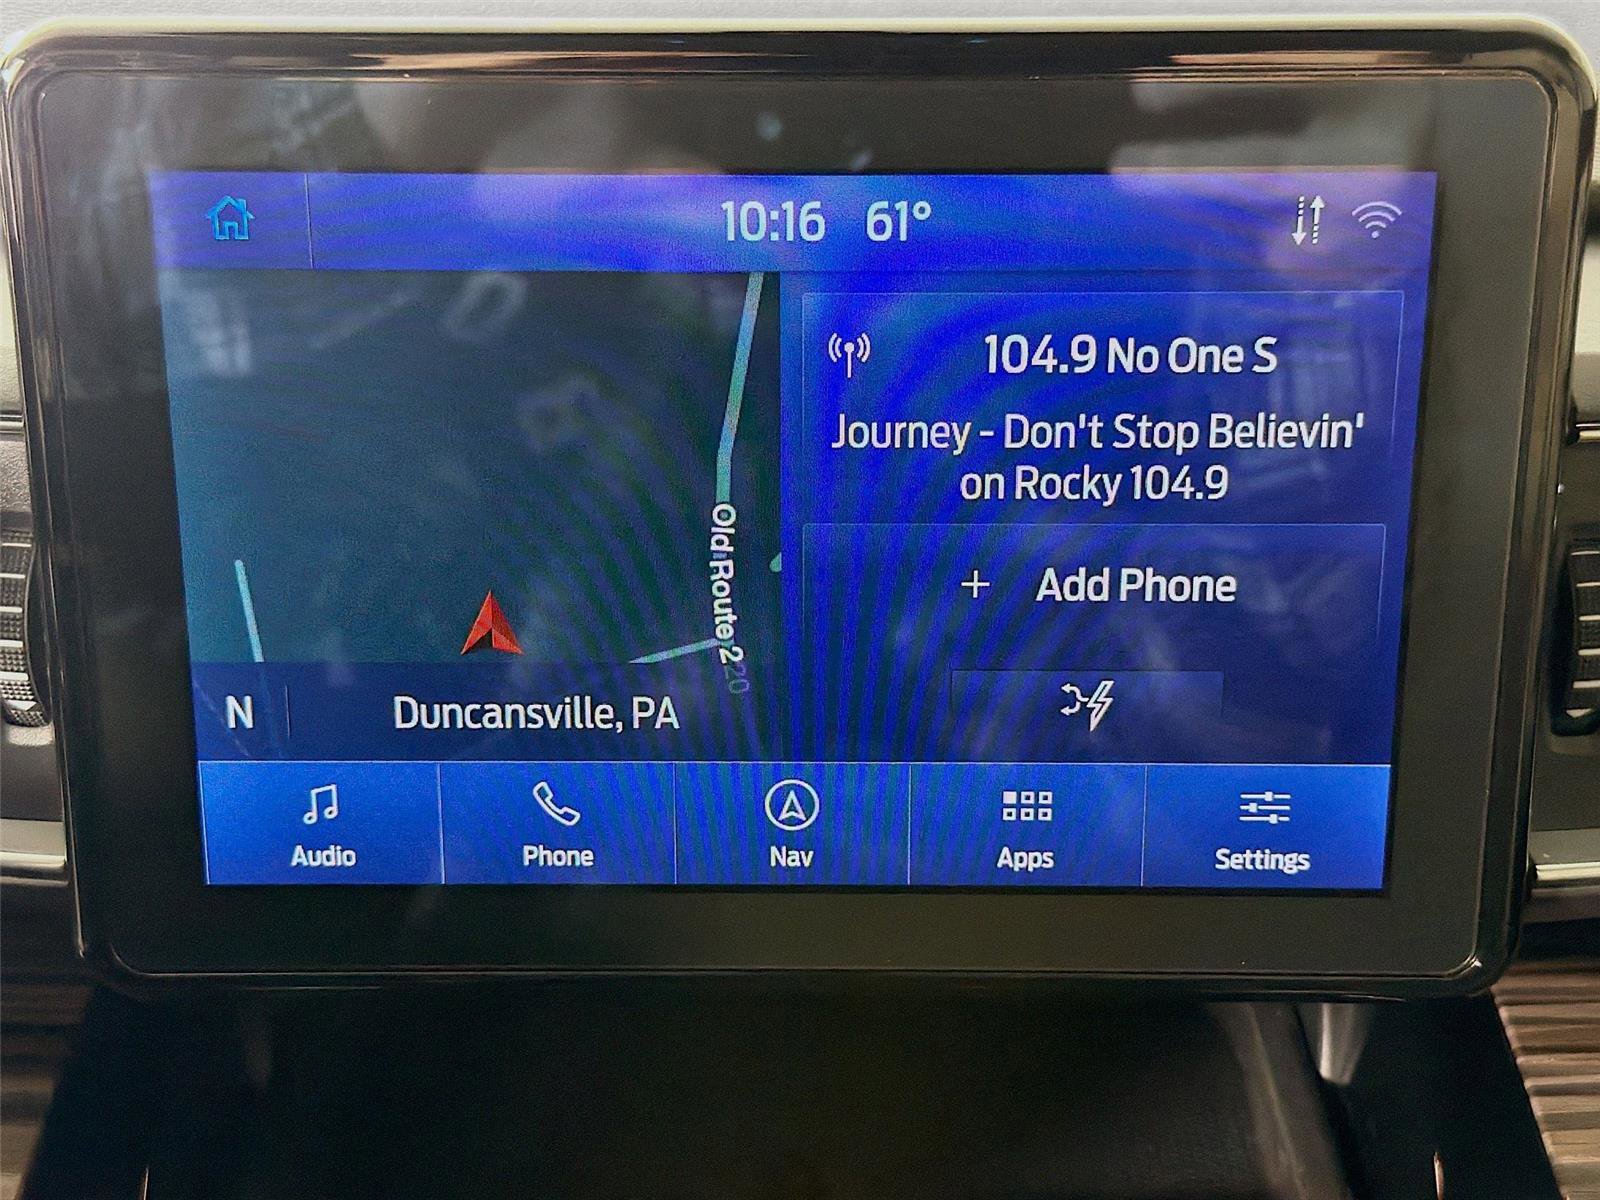 10:16 61°
104.9 No One S
Journey - Don't Stop Believin'
on Rocky 104.9
Old Route 220
+ Add Phone
N Duncansville, PA
Audio Phone Nav Apps Settings